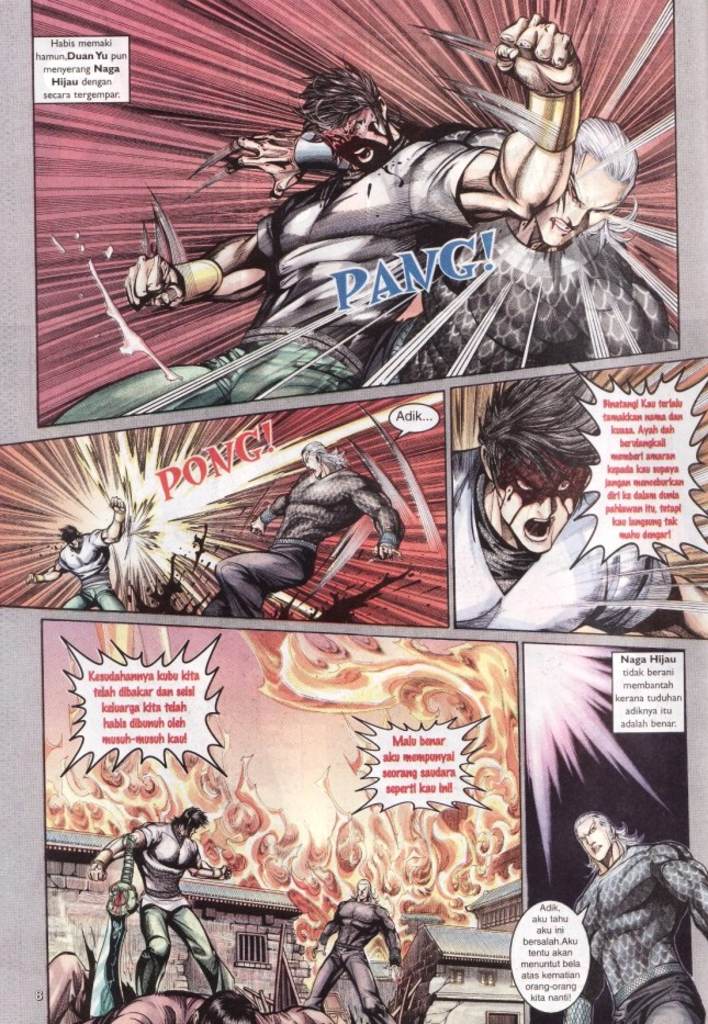 Habis memaki
hamun,Duan Yu pun
menyerang Naga
Hijau dengan
secara tergempar.
PANG!
PONG!
Adik...
Binatang! Kau terlalu
tamakkan nama dan
kuasa. Ayah dah
berulangkali
memberi amaran
kepada kau supaya
jangan menceburkan
diri ke dalam dunia
pahlawan itu, tetapi
kau langsung tak
mahu dengar!
Kesudahannya kubu kita
telah dibakar dan seisi
keluarga kita telah
habis dibunuh oleh
musuh-musuh kau!
Malu benar
aku mempunyai
seorang saudara
seperti kau ini!!
Naga Hijau
tidak berani
membantah
kerana tuduhan
adiknya itu
adalah benar.
Adik,
aku tahu
aku ini
bersalah.Aku
tentu akan
menuntut bela
atas kematian
orang-orang
kita nanti!
8